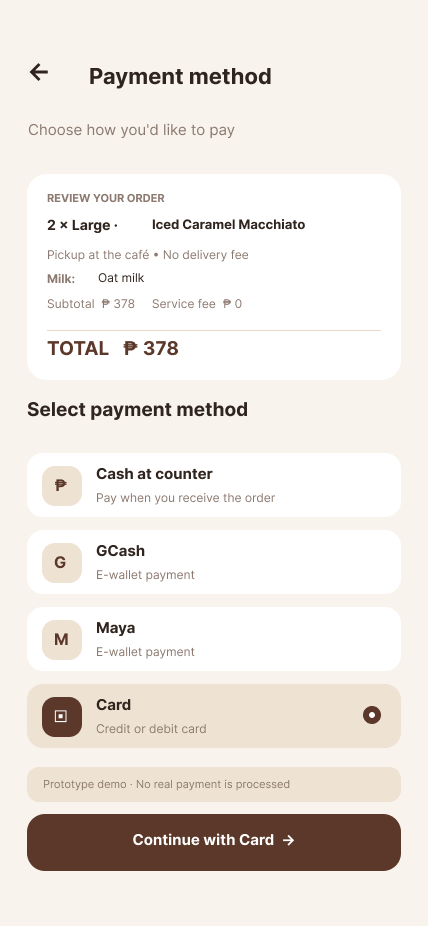 ← Payment method
Choose how you'd like to pay
REVIEW YOUR ORDER
2 × Large · Iced Caramel Macchiato
Pickup at the café • No delivery fee
Milk: Oat milk
Subtotal ₱ 378 Service fee ₱ 0
TOTAL ₱ 378
Select payment method
₱ Cash at counter
Pay when you receive the order
G GCash
E-wallet payment
M Maya
E-wallet payment
Card
Credit or debit card
Prototype demo · No real payment is processed
Continue with Card →